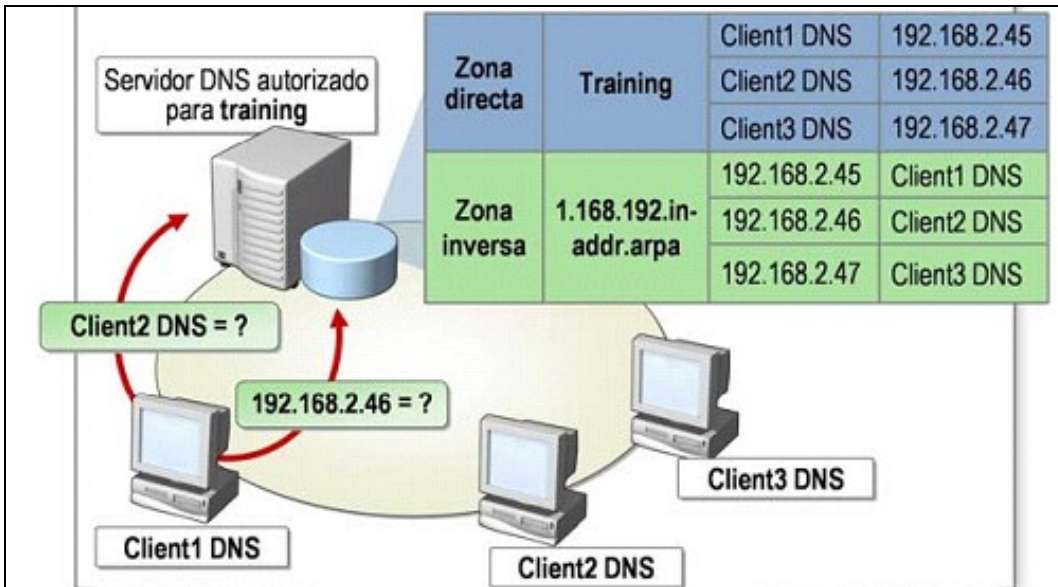 Servidor DNS autorizado
para training
Zona
directa
Training
Client1 DNS
192.168.2.45
Client2 DNS
192.168.2.46
Client3 DNS
192.168.2.47
Zona
inversa
1.168.192.in-
addr.arpa
192.168.2.45
Client1 DNS
192.168.2.46
Client2 DNS
192.168.2.47
Client3 DNS
Client2 DNS = ?
192.168.2.46 = ?
Client1 DNS
Client2 DNS
Client3 DNS